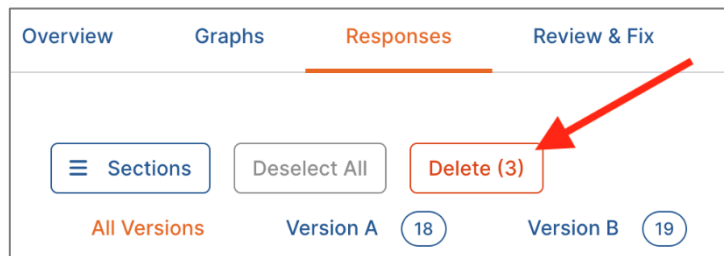 Overview Graphs Responses Review & Fix
Sections Deselect All Delete (3)
All Versions Version A 18 Version B 19